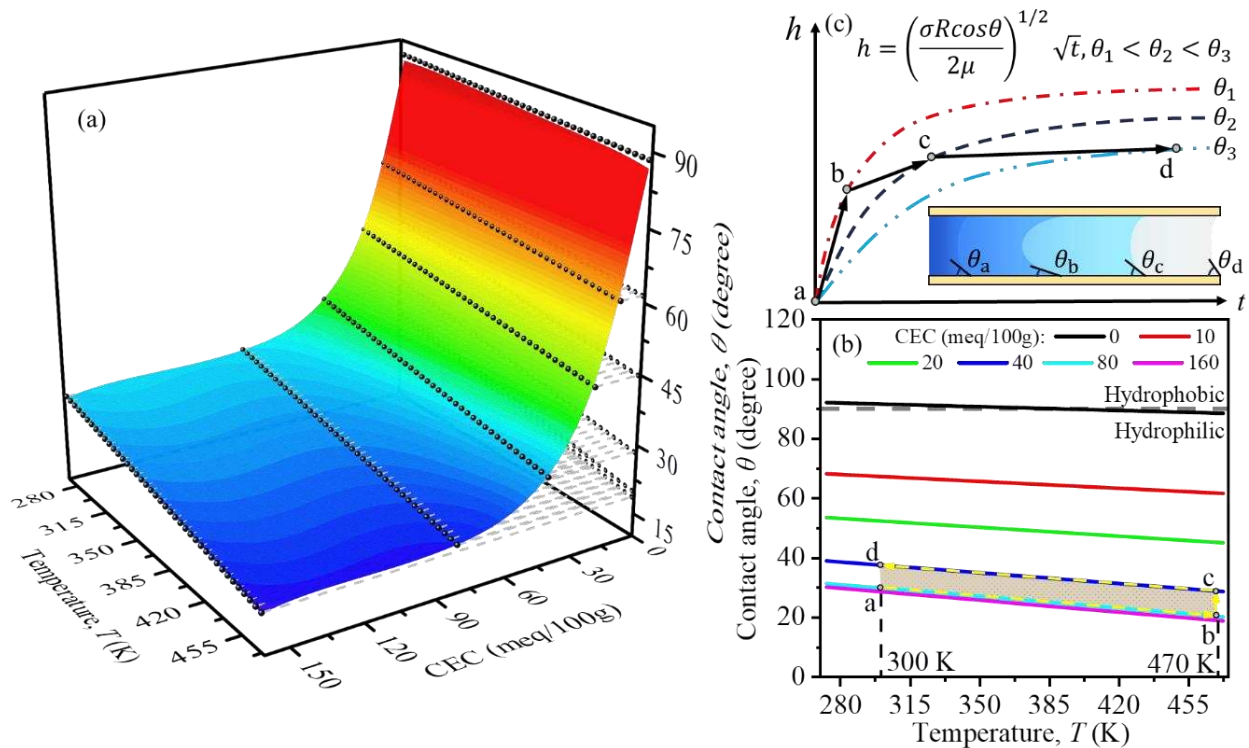 (a)
90
75
60
45
30
15
0
Contact angle, θ (degree)
280
315
350
385
420
455
Temperature, T (K)
150
120
90
60
30
0
CEC (meq/100g)
(c)
h
h = (σRcosθ / 2μ)^1/2 √t, θ₁ < θ₂ < θ₃
θ₁
θ₂
θ₃
a
b
c
d
θa
θb
θc
θd
t
(b)
CEC (meq/100g): 0 10
20 40 80 160
Hydrophobic
Hydrophilic
d
c
a
b
300 K
470 K
120
100
80
60
40
20
0
Contact angle, θ (degree)
280 315 350 385 420 455
Temperature, T (K)